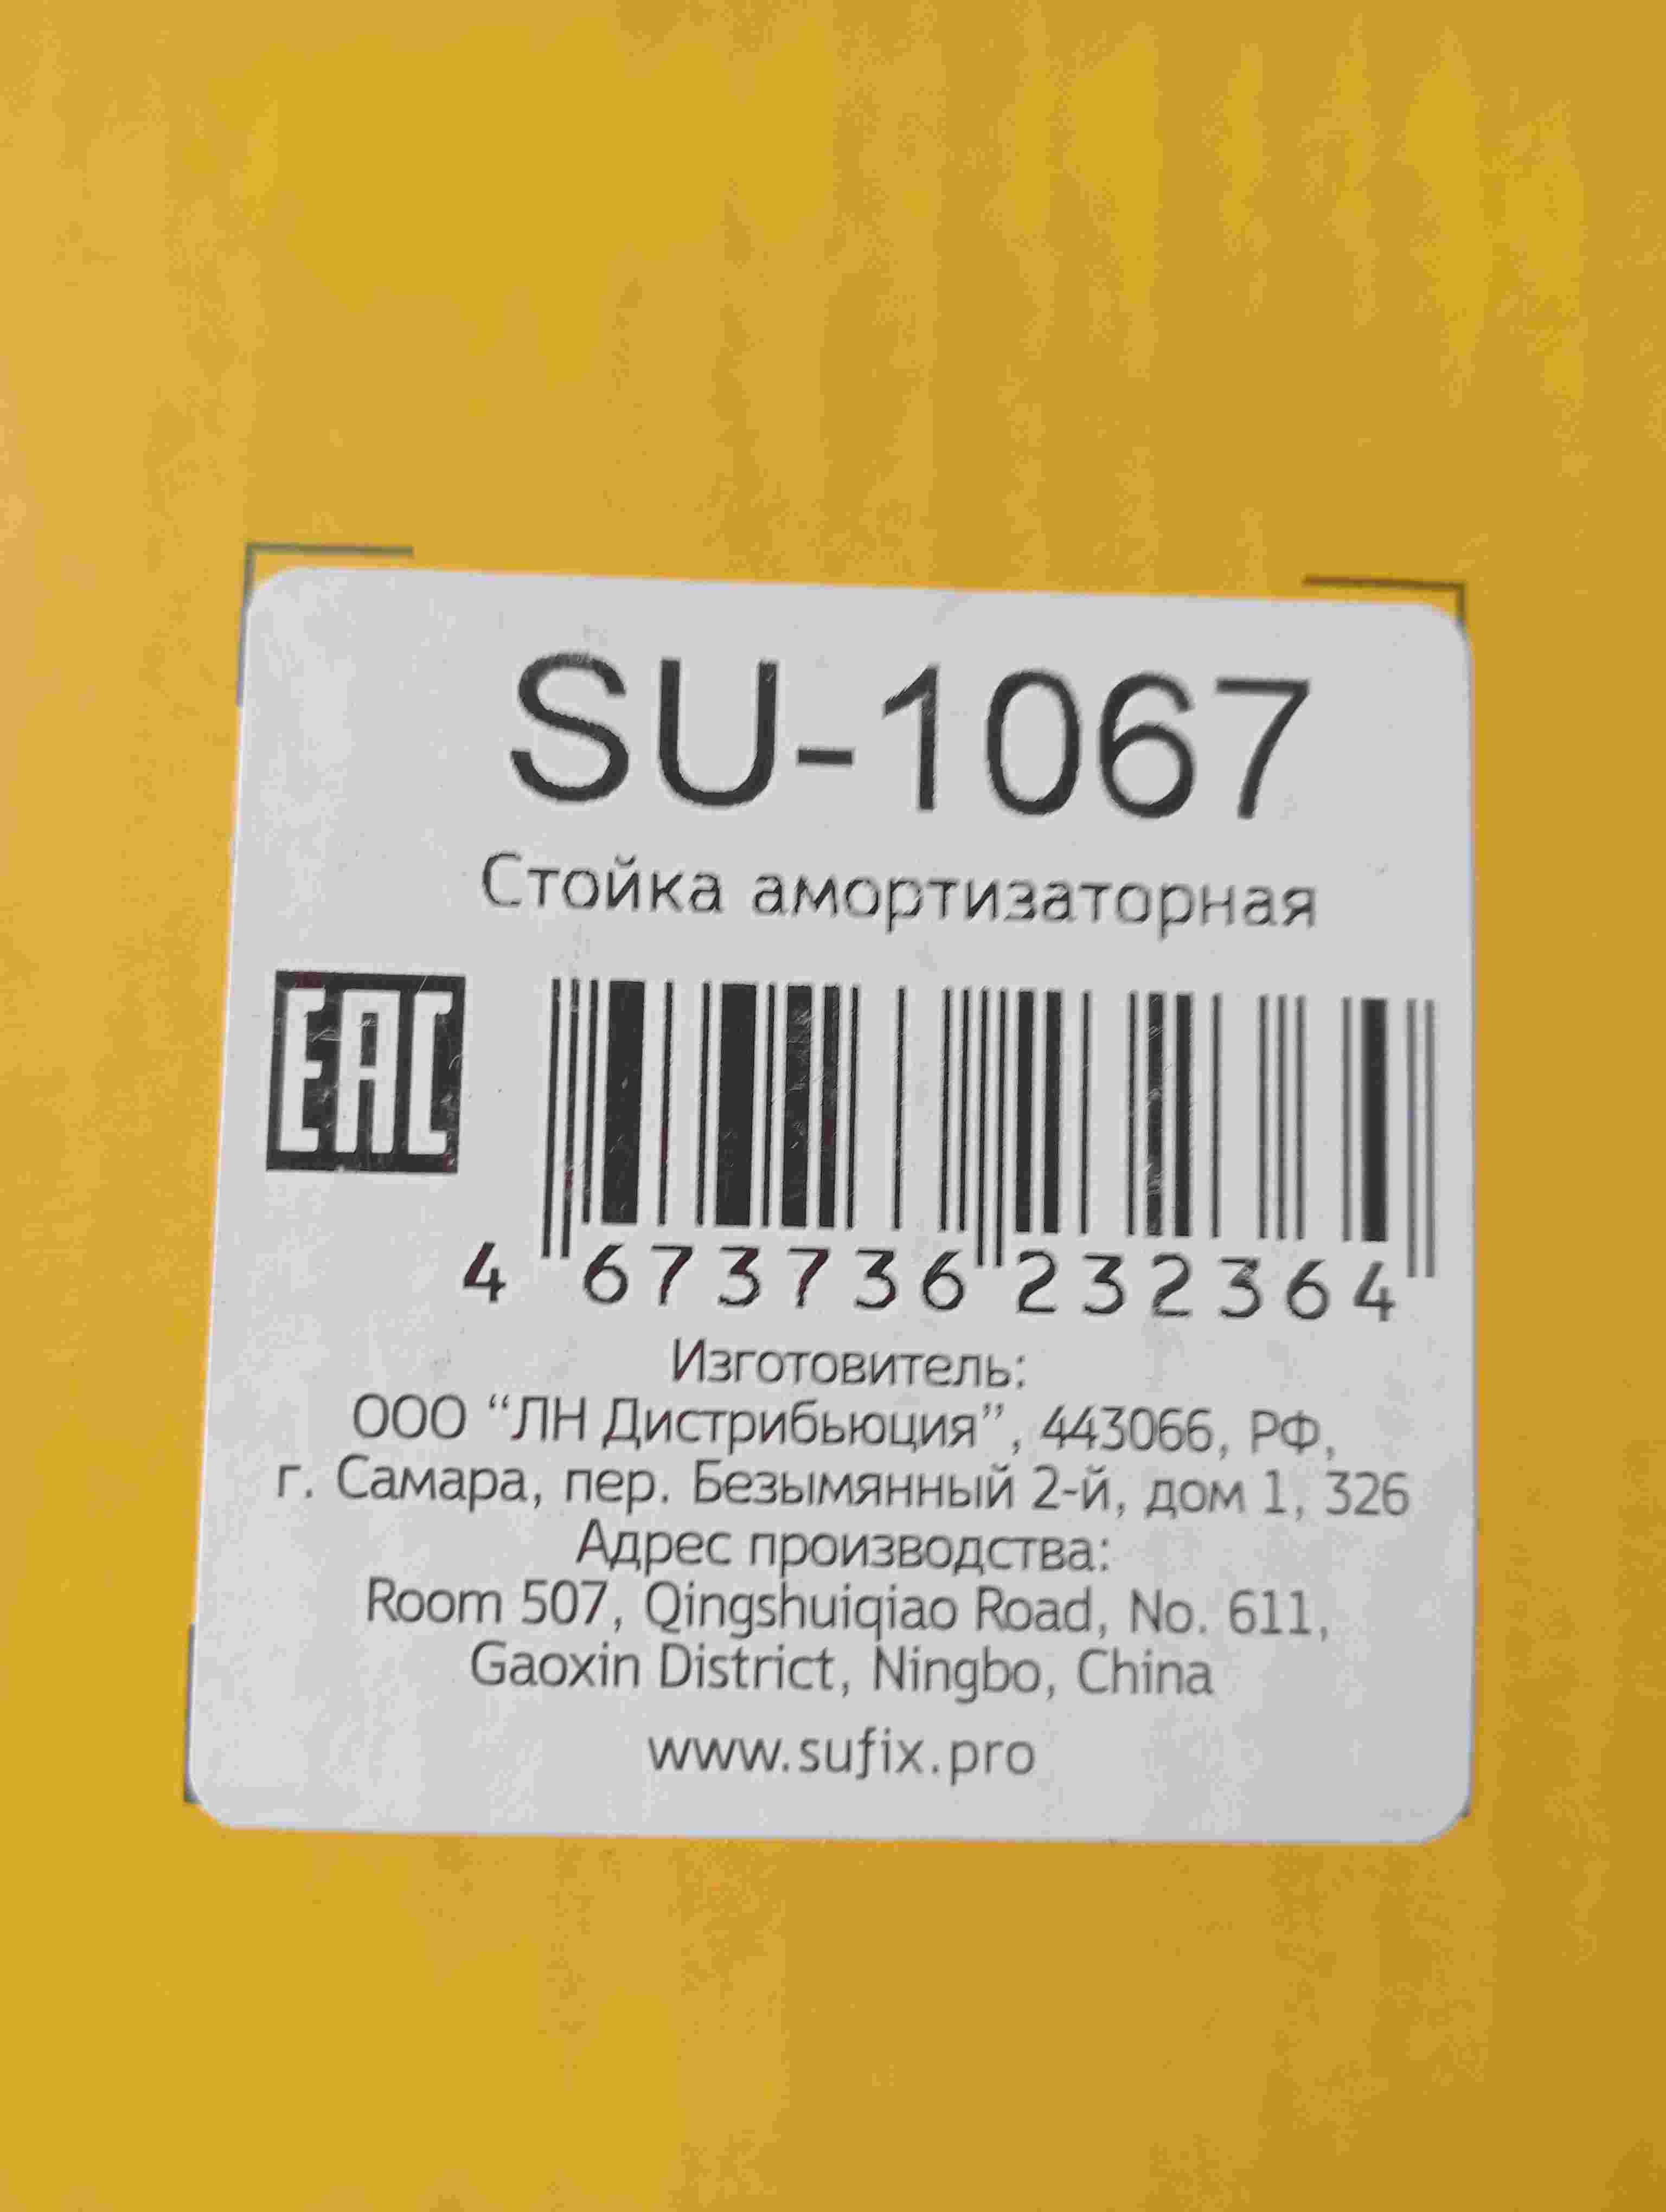 SU-1067
Стойка амортизаторная
EAC
4 673736 232364
Изготовитель:
ООО “ЛН Дистрибьюция”, 443066, РФ,
г. Самара, пер. Безымянный 2-й, дом 1, 326
Адрес производства:
Room 507, Qingshuiqiao Road, No. 611,
Gaoxin District, Ningbo, China
www.sufix.pro